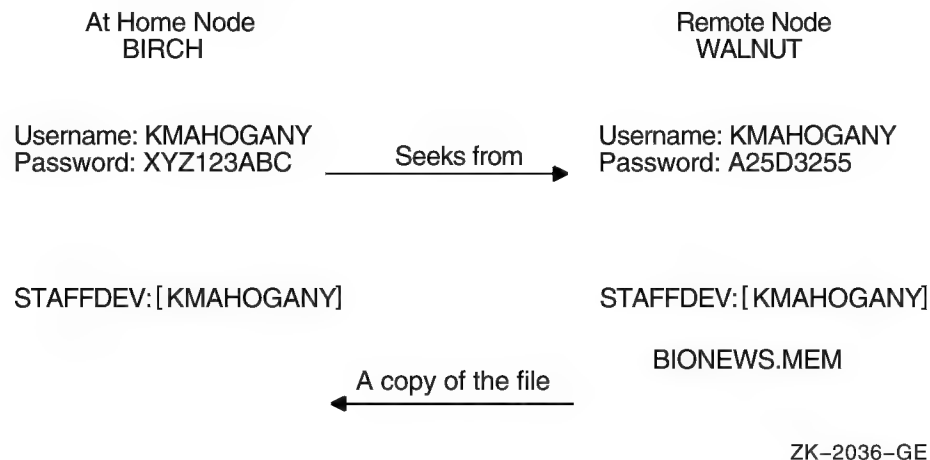 At Home Node
BIRCH
Remote Node
WALNUT
Username: KMAHOGANY
Password: XYZ123ABC
Seeks from
Username: KMAHOGANY
Password: A25D3255
STAFFDEV:[KMAHOGANY]
STAFFDEV:[KMAHOGANY]
BIONEWS.MEM
A copy of the file
ZK–2036–GE